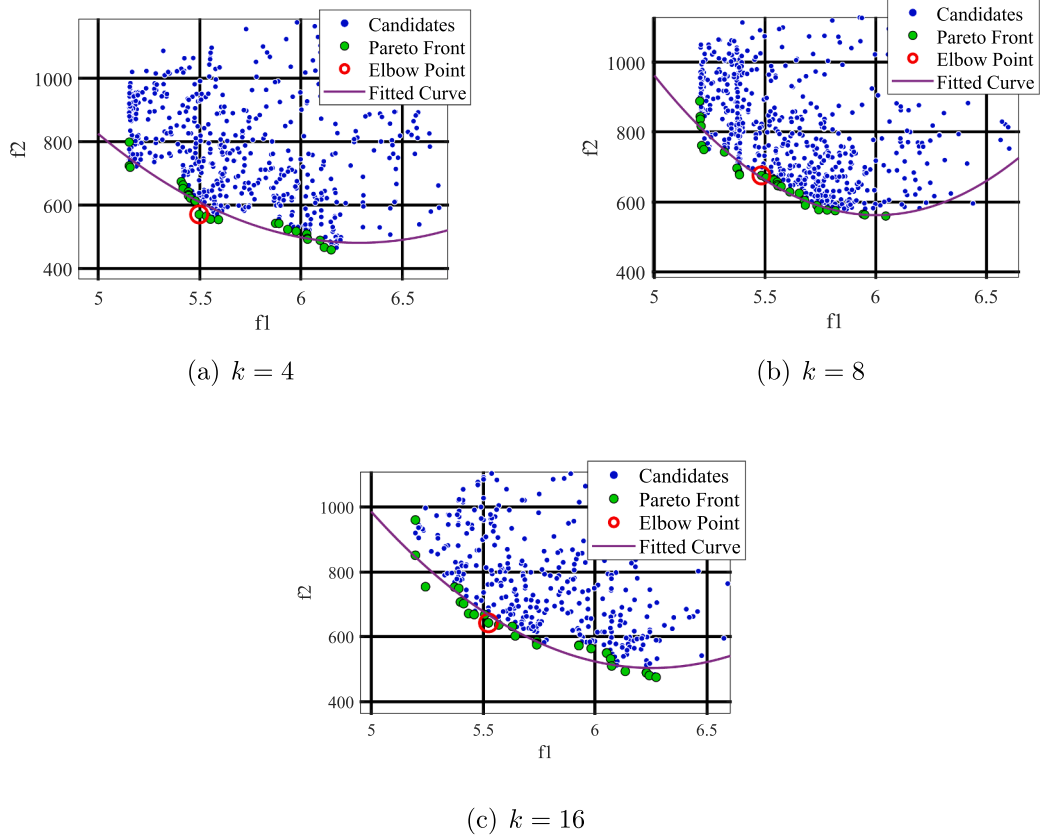 Candidates
Pareto Front
Elbow Point
Fitted Curve
1000
800
600
400
f2
5
5.5
6
6.5
f1
(a) k = 4
Candidates
Pareto Front
Elbow Point
Fitted Curve
1000
800
600
400
f2
5
5.5
6
6.5
f1
(b) k = 8
Candidates
Pareto Front
Elbow Point
Fitted Curve
1000
800
600
400
f2
5
5.5
6
6.5
f1
(c) k = 16